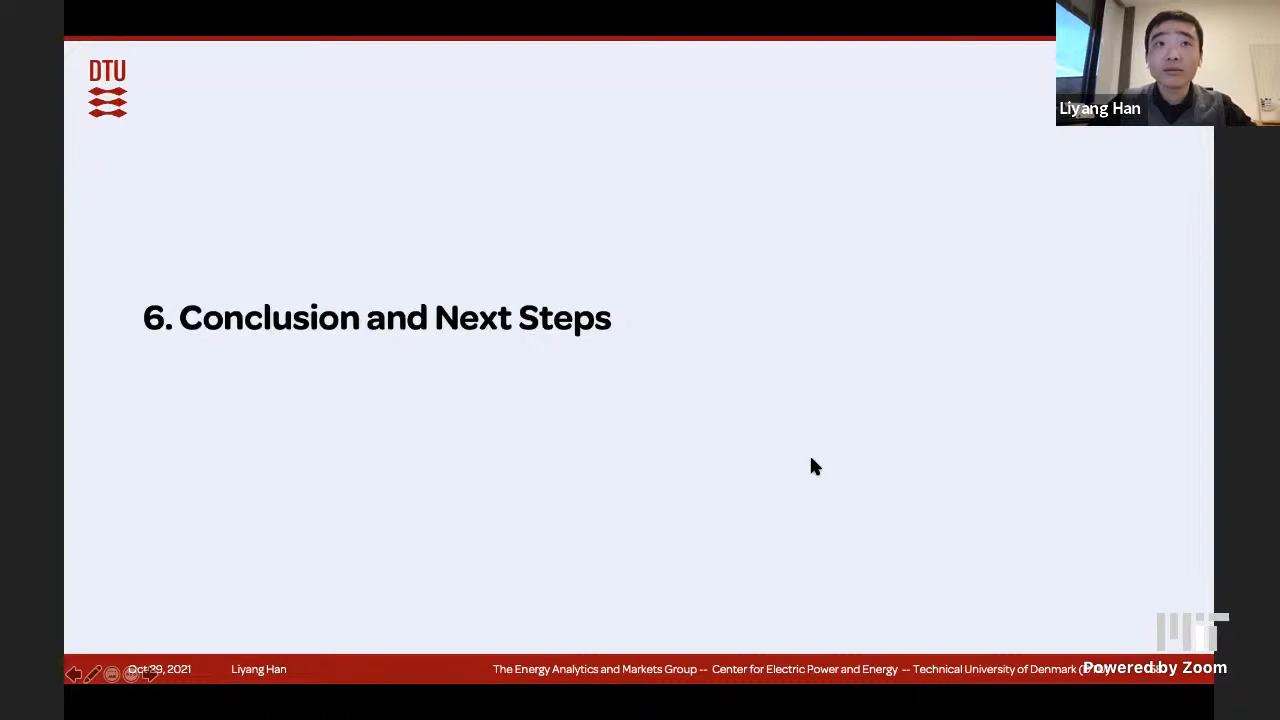 DTU
Liyang Han
6. Conclusion and Next Steps
MIT
Oct 29, 2021 Liyang Han The Energy Analytics and Markets Group -- Center for Electric Power and Energy -- Technical University of Denmark
Powered by Zoom